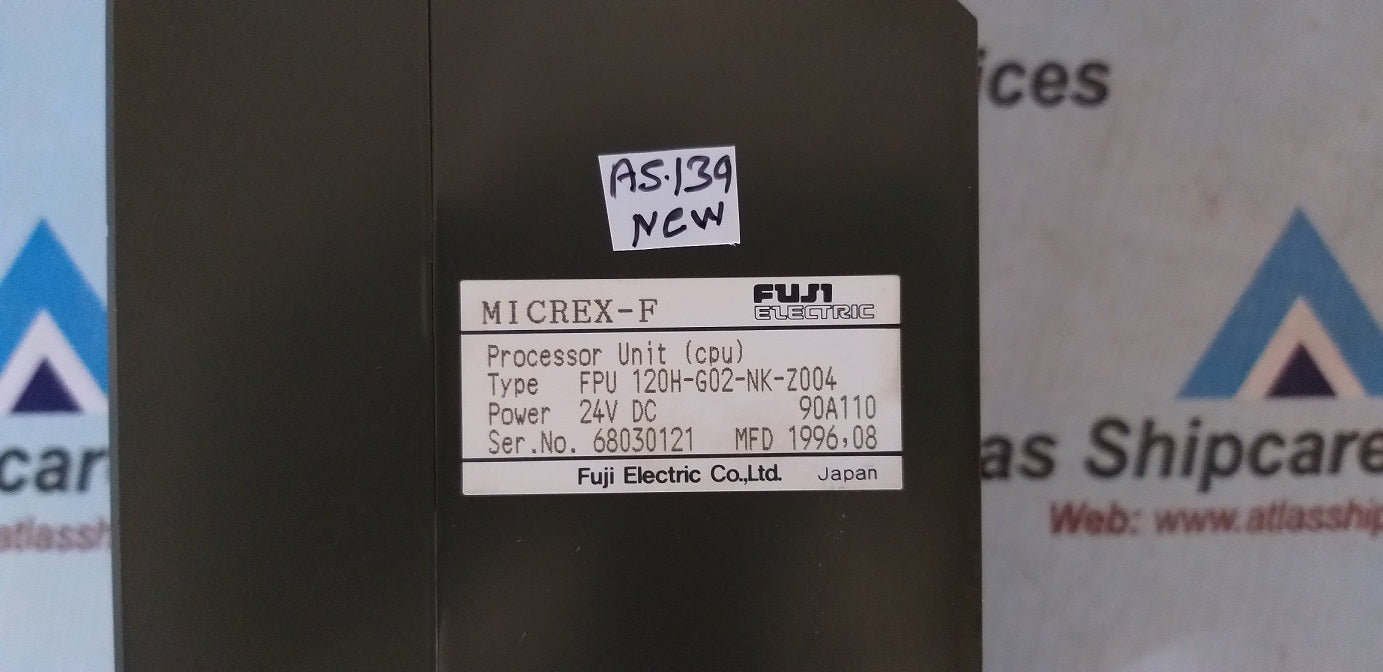 ices
AS.139
NEW
MICREX-F
FUJI
ELECTRIC
Processor Unit (cpu)
Type FPU 120H-G02-NK-Z004
Power 24V DC 90A110
Ser.No. 68030121 MFD 1996,08
Fuji Electric Co.,Ltd. Japan
car
as Shipcare
atlassh
Web: www.atlasship